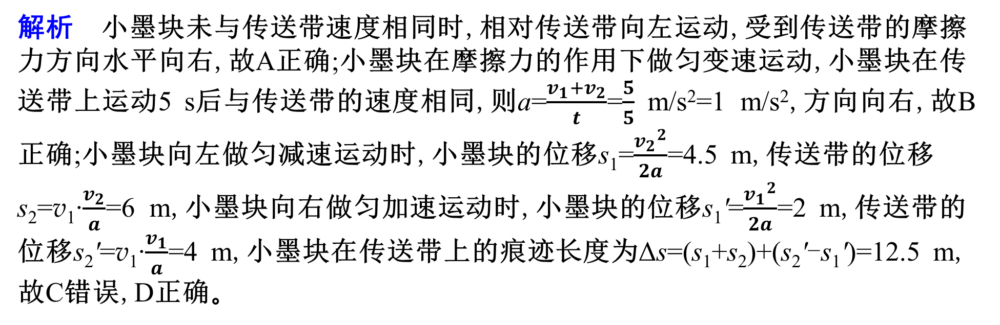 解析　小墨块未与传送带速度相同时,相对传送带向左运动,受到传送带的摩擦
力方向水平向右,故A正确;小墨块在摩擦力的作用下做匀变速运动,小墨块在传
送带上运动5 s后与传送带的速度相同,则a=\frac{v₁+v₂}{t}=\frac{5}{5} m/s²=1 m/s²,方向向右,故B
正确;小墨块向左做匀减速运动时,小墨块的位移s₁=\frac{v₂²}{2a}=4.5 m,传送带的位移
s₂=v₁·\frac{v₂}{a}=6 m,小墨块向右做匀加速运动时,小墨块的位移s₁′=\frac{v₁²}{2a}=2 m,传送带的
位移s₂′=v₁·\frac{v₁}{a}=4 m,小墨块在传送带上的痕迹长度为Δs=(s₁+s₂)+(s₂′−s₁′)=12.5 m,
故C错误,D正确。